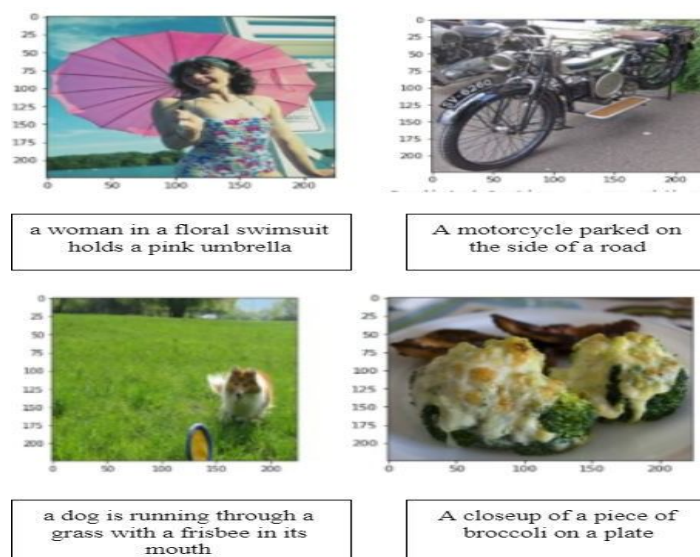 0
25
50
75
100
125
150
175
200
0 50 100 150 200
a woman in a floral swimsuit
holds a pink umbrella
0
25
50
75
100
125
150
175
200
0 50 100 150 200
A motorcycle parked on
the side of a road
0
25
50
75
100
125
150
175
200
0 50 100 150 200
a dog is running through a
grass with a frisbee in its
mouth
0
25
50
75
100
125
150
175
200
0 50 100 150 200
A closeup of a piece of
broccoli on a plate